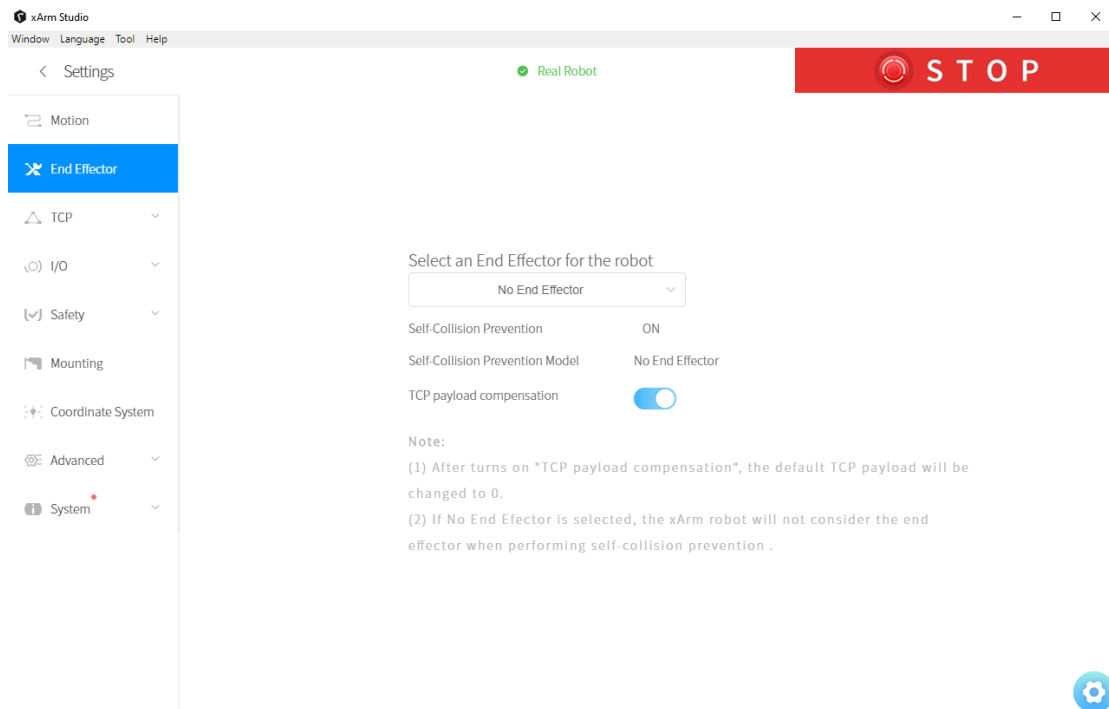 xArm Studio
Window Language Tool Help
Settings
Real Robot
STOP
Motion
End Effector
TCP
I/O
Safety
Mounting
Coordinate System
Advanced
System
Select an End Effector for the robot
No End Effector
Self-Collision Prevention ON
Self-Collision Prevention Model No End Effector
TCP payload compensation
Note:
(1) After turns on "TCP payload compensation", the default TCP payload will be
changed to 0.
(2) If No End Efector is selected, the xArm robot will not consider the end
effector when performing self-collision prevention .